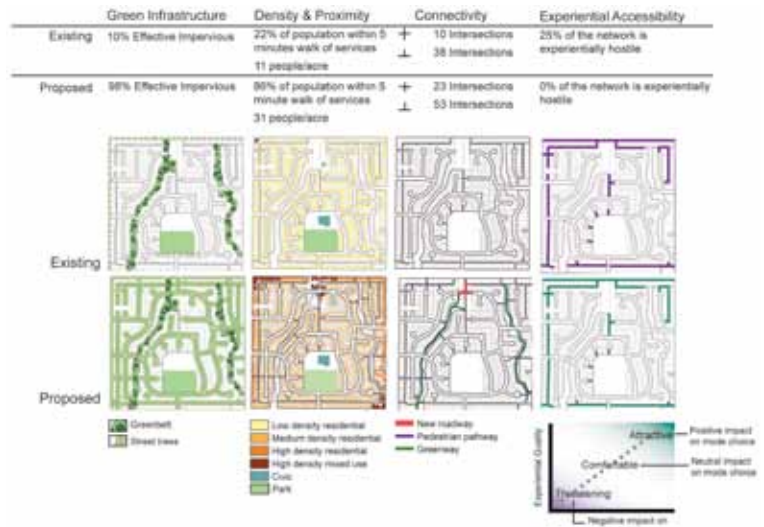 Green Infrastructure
Density & Proximity
Connectivity
Experiential Accessibility
Existing
10% Effective Impervious
22% of population within 5
minutes walk of services
11 people/acre
10 Intersections
38 Intersections
25% of the network is
experientially hostile
Proposed
98% Effective Impervious
86% of population within 5
minute walk of services
31 people/acre
23 Intersections
53 Intersections
0% of the network is experientially
hostile
Existing
Proposed
Greenbelt
Street trees
Low density residential
Medium density residential
High density residential
High density mixed use
Civic
Park
New roadway
Pedestrian pathway
Greenway
Experiential Quality
Attractive
Comfortable
Threatening
Positive impact
on mode choice
Neutral impact
on mode choice
Negative impact on